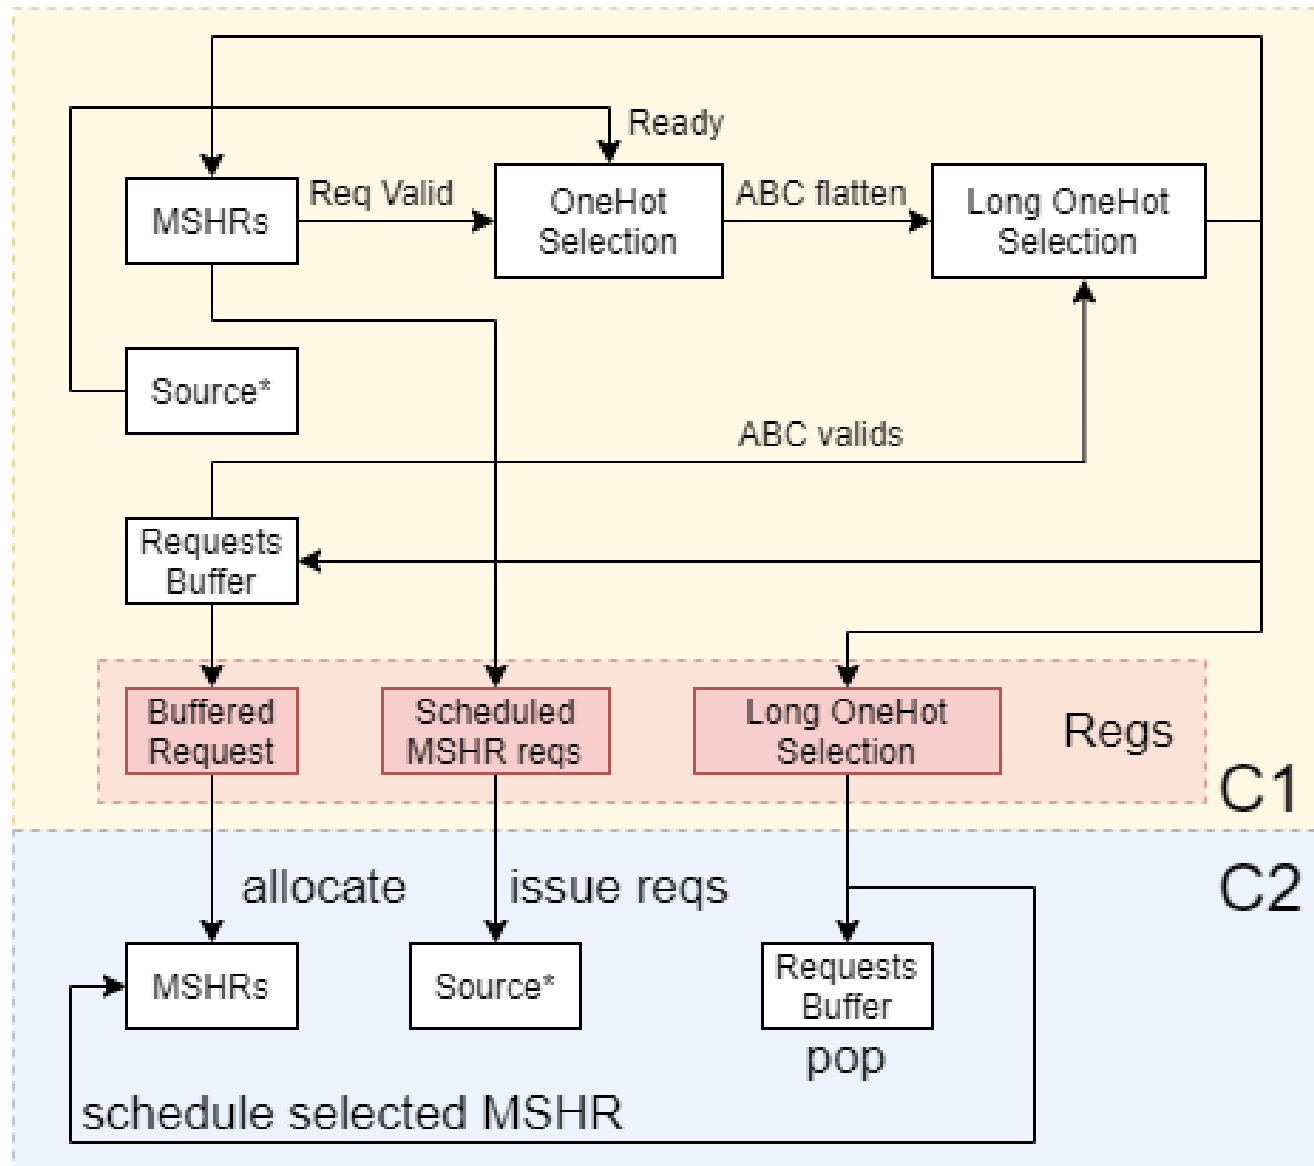 Ready
MSHRs
Req Valid
OneHot
Selection
ABC flatten
Long OneHot
Selection
Source*
ABC valids
Requests
Buffer
Buffered
Request
Scheduled
MSHR reqs
Long OneHot
Selection
Regs
C1
C2
allocate
issue reqs
MSHRs
Source*
Requests
Buffer
pop
schedule selected MSHR